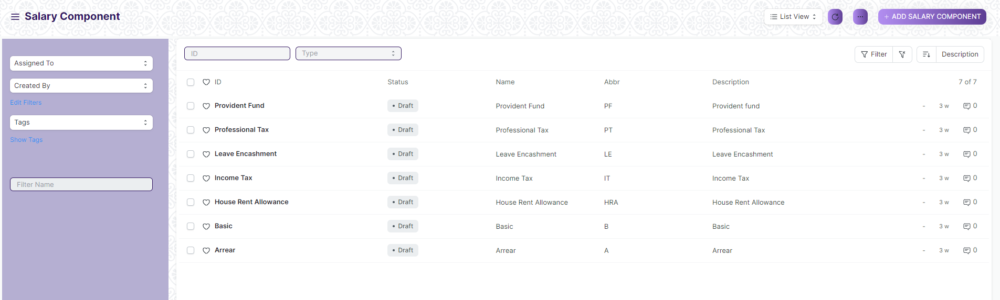 Salary Component
List View
... + ADD SALARY COMPONENT
Assigned To
Created By
Edit Filters
Tags
Show Tags
Filter Name
ID Type
Filter Description
ID Status Name Abbr Description 7 of 7
Provident Fund • Draft Provident Fund PF Provident fund - 3 w 0
Professional Tax • Draft Professional Tax PT Professional Tax - 3 w 0
Leave Encashment • Draft Leave Encashment LE Leave Encashment - 3 w 0
Income Tax • Draft Income Tax IT Income Tax - 3 w 0
House Rent Allowance • Draft House Rent Allowance HRA House Rent Allowance - 3 w 0
Basic • Draft Basic B Basic - 3 w 0
Arrear • Draft Arrear A Arrear - 3 w 0